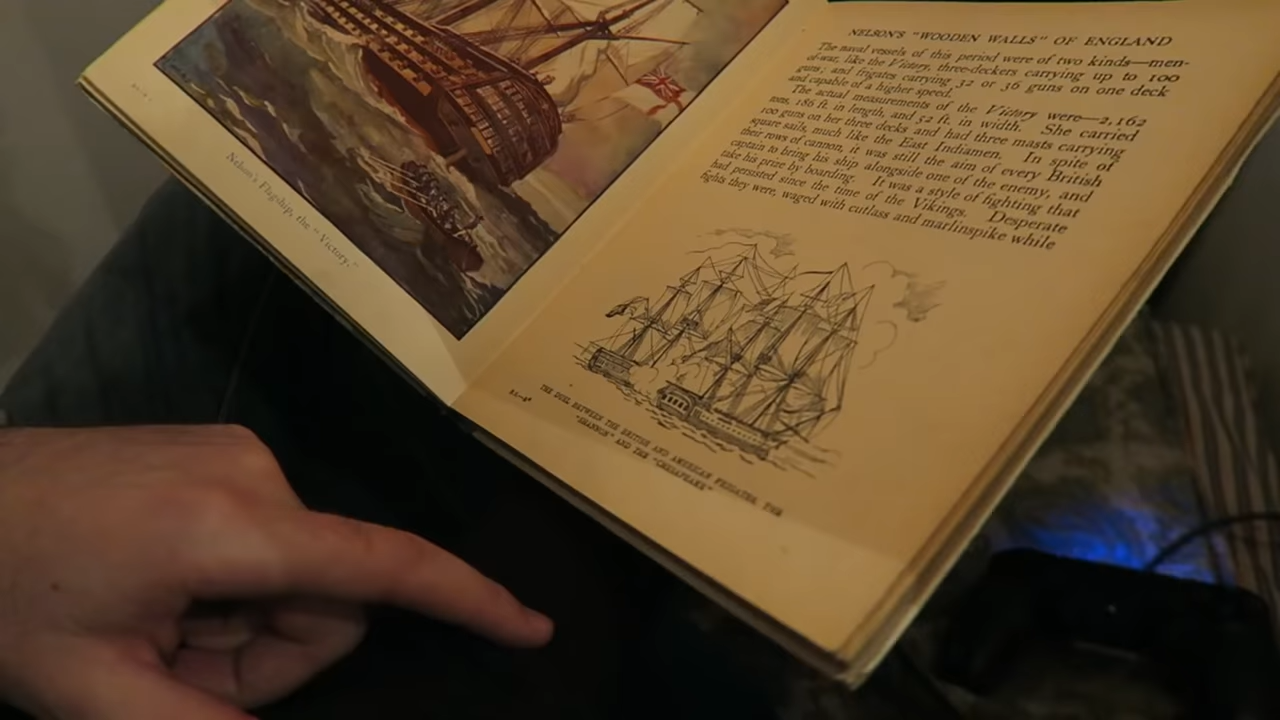 Nelson's Flagship, the "Victory."
NELSON'S "WOODEN WALLS" OF ENGLAND
The naval vessels of this period were of two kinds—men-
of-war, like the Victory, three-deckers carrying up to 100
guns; and frigates carrying 32 or 36 guns on one deck
and capable of a higher speed.
The actual measurements of the Victory were—2,162
tons, 186 ft. in length, and 52 ft. in width. She carried
100 guns on her three decks and had three masts carrying
square sails, much like the East Indiamen. In spite of
their rows of cannon, it was still the aim of every British
captain to bring his ship alongside one of the enemy, and
take his prize by boarding. It was a style of fighting that
had persisted since the time of the Vikings. Desperate
fights they were, waged with cutlass and marlinspike while
THE DUEL BETWEEN THE BRITISH AND AMERICAN FRIGATES, THE
"SHANNON" AND THE "CHESAPEAKE"